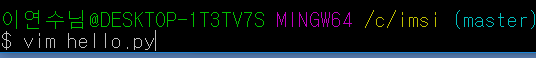 이연수님@DESKTOP-1T3TV7S MINGW64 /c/imsi (master)
$ vim hello.py